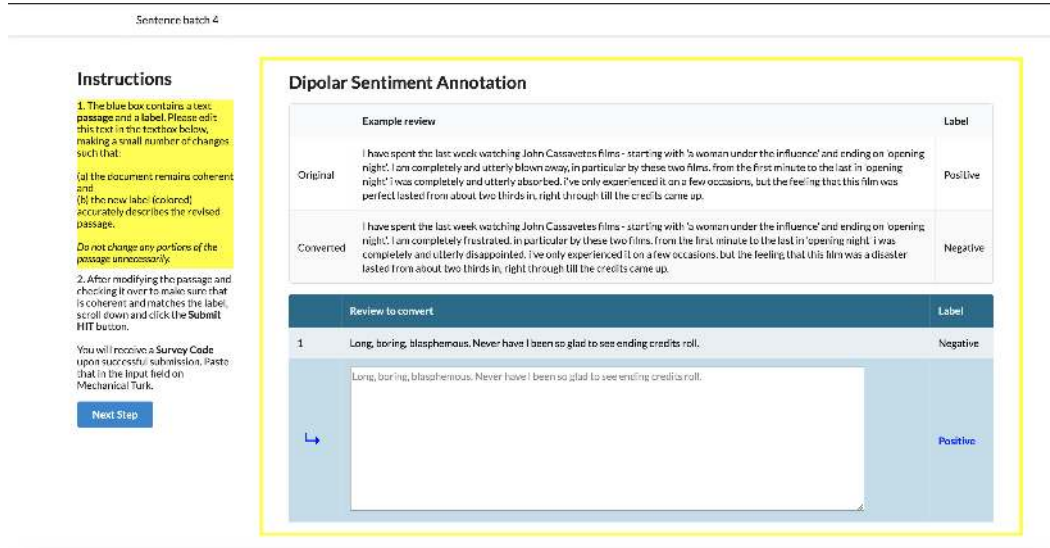 Sentence batch 4
Instructions
1. The blue box contains a text
passage and a label. Please edit
this text in the textbox below,
making a small number of changes
such that:
(a) the document remains coherent
and
(b) the new label (colored)
accurately describes the revised
passage.
Do not change any portions of the
passage unnecessarily.
2. After modifying the passage and
checking it over to make sure that
is coherent and matches the label,
scroll down and click the Submit
HIT button.
You will receive a Survey Code
upon successful submission. Paste
that in the input field on
Mechanical Turk.
Next Step
Dipolar Sentiment Annotation
Example review Label
Original
I have spent the last week watching John Cassavetes films - starting with 'a woman under the influence' and ending on 'opening
night'. I am completely and utterly blown away, in particular by these two films. from the first minute to the last in 'opening
night' i was completely and utterly absorbed. i've only experienced it on a few occasions, but the feeling that this film was
perfect lasted from about two thirds in, right through till the credits came up.
Positive
Converted
I have spent the last week watching John Cassavetes films - starting with 'a woman under the influence' and ending on 'opening
night'. I am completely frustrated. in particular by these two films. from the first minute to the last in 'opening night' i was
completely and utterly disappointed. i've only experienced it on a few occasions. but the feeling that this film was a disaster
lasted from about two thirds in, right through till the credits came up.
Negative
Review to convert Label
1 Long, boring, blasphemous. Never have I been so glad to see ending credits roll. Negative
Long, boring, blasphemous. Never have I been so glad to see ending credits roll.
Positive